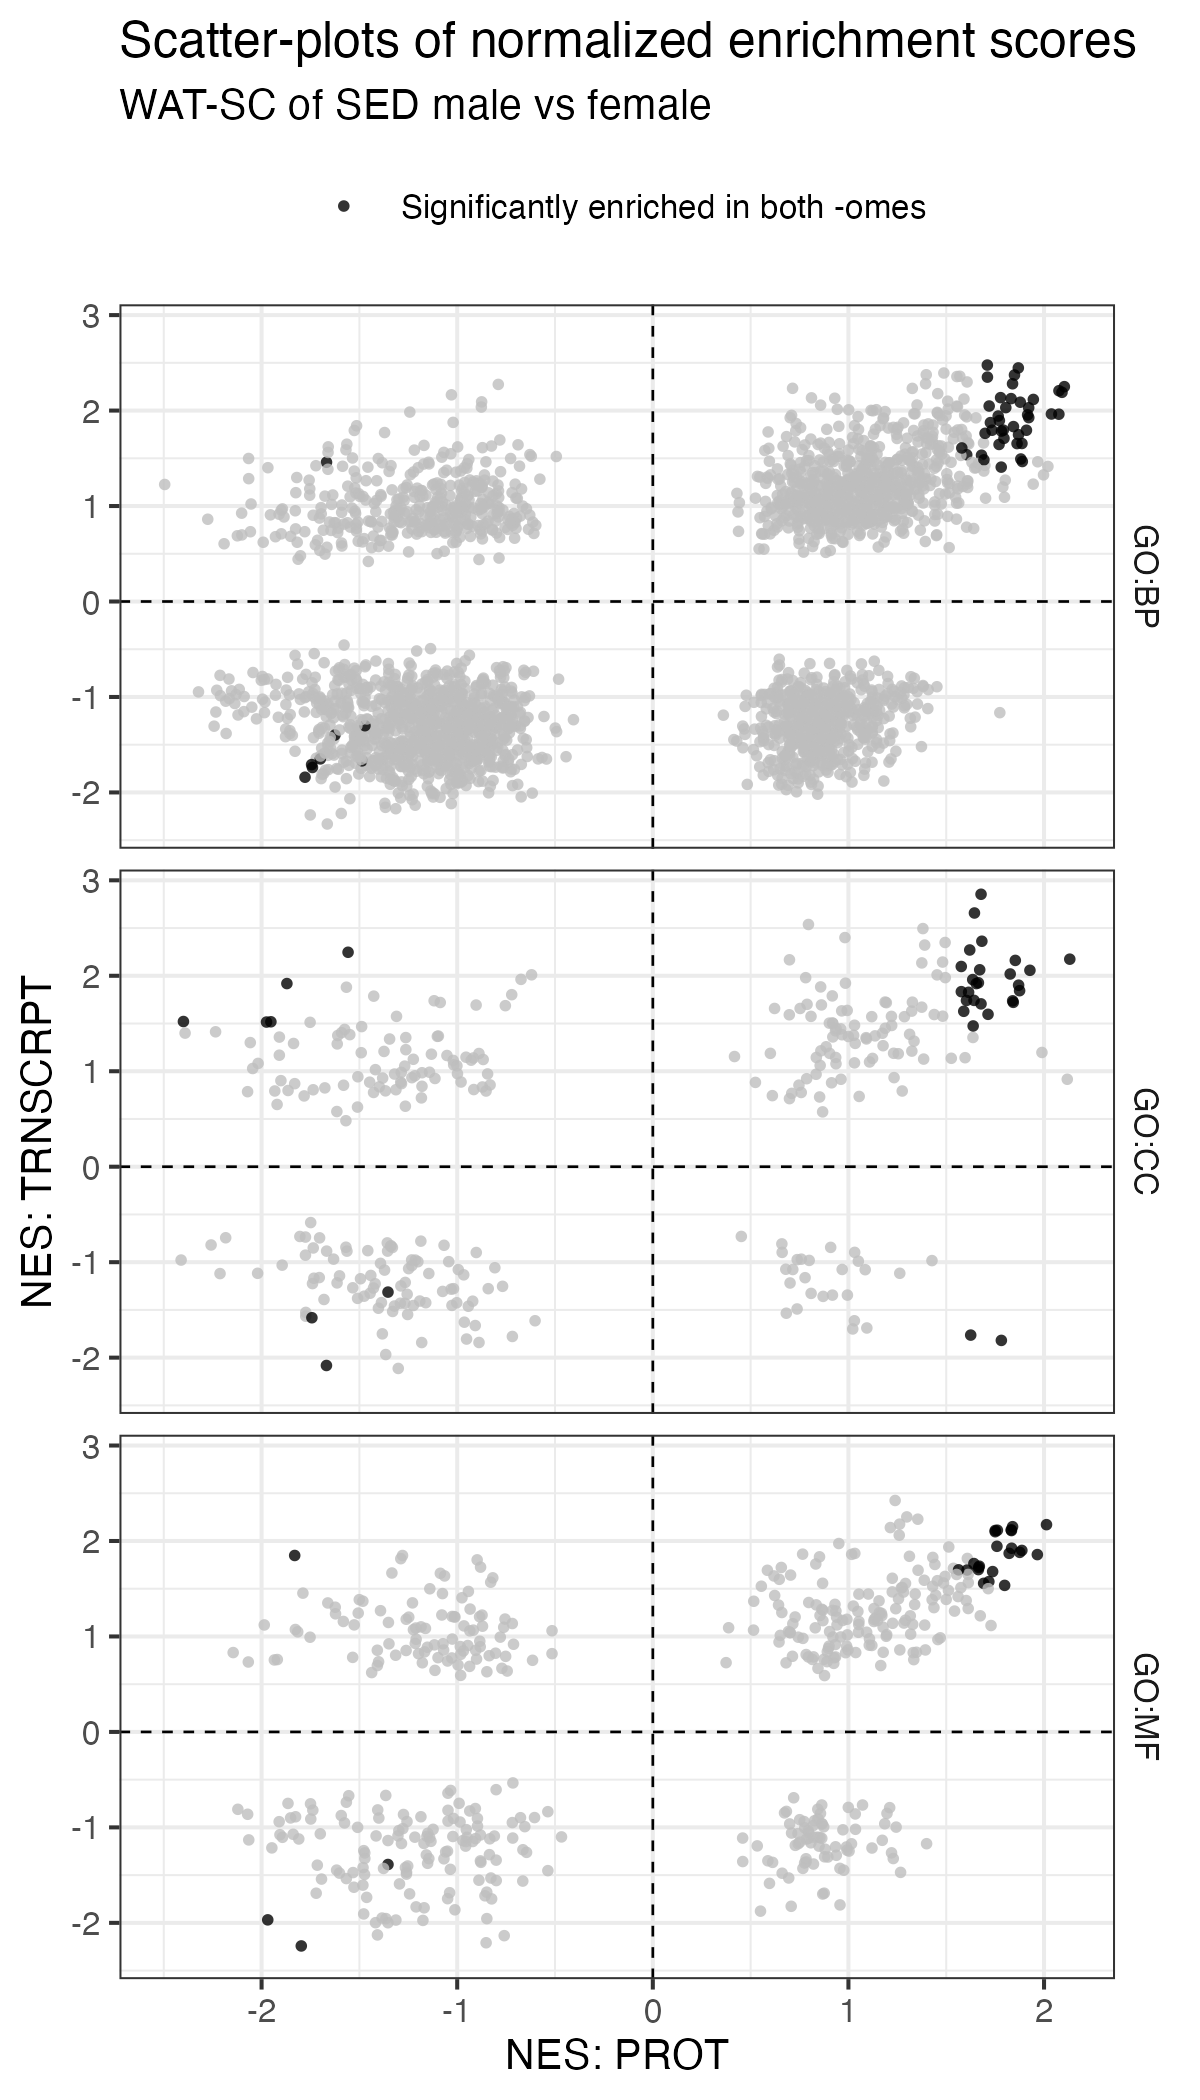 Scatter-plots of normalized enrichment scores
WAT-SC of SED male vs female
Significantly enriched in both -omes
3
2
1
0
-1
-2
GO:BP
3
2
1
0
-1
-2
GO:CC
NES: TRNSCRPT
3
2
1
0
-1
-2
GO:MF
-2
-1
0
1
2
NES: PROT